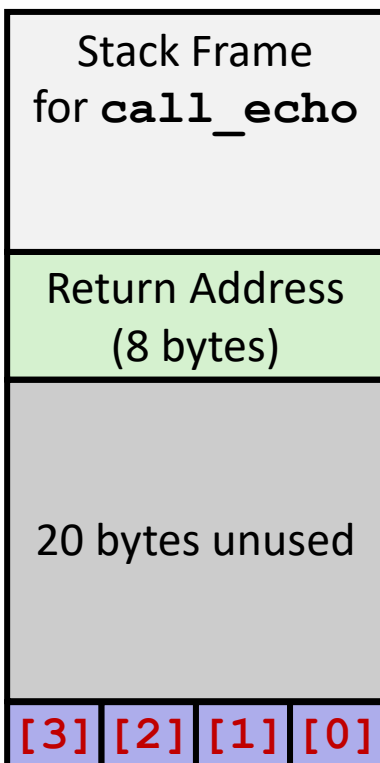 Stack Frame
for call_echo
Return Address
(8 bytes)
20 bytes unused
[3] [2] [1] [0]